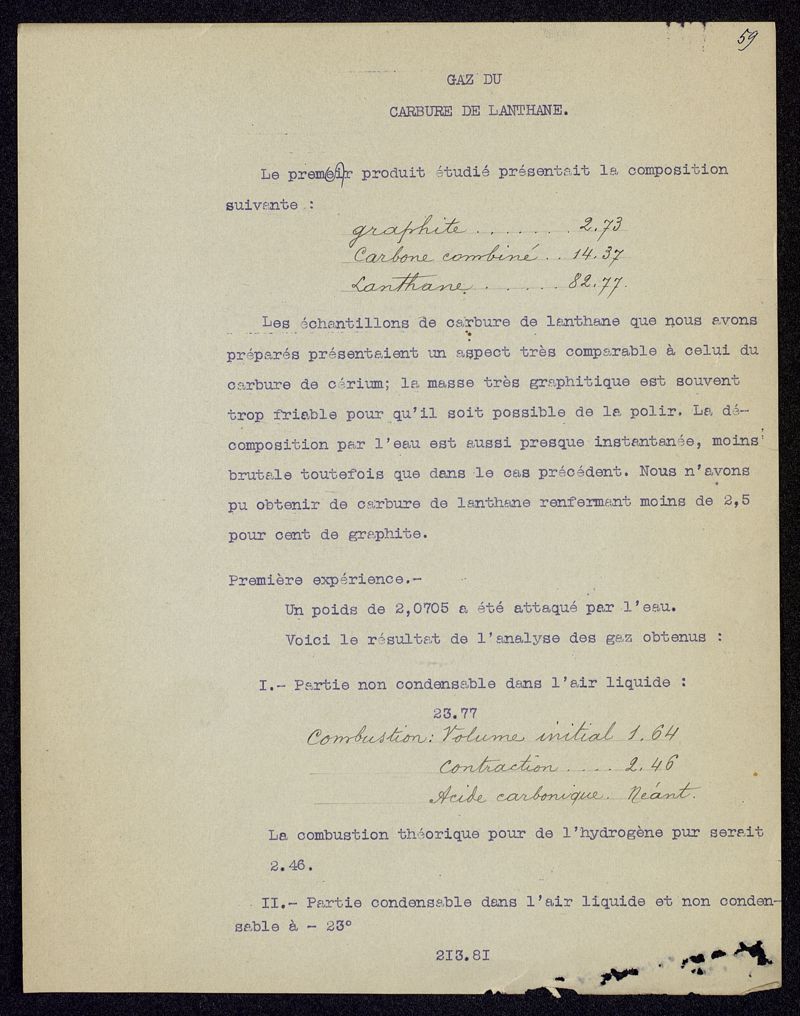 59
GAZ DU
CARBURE DE LANTHANE.
Le premeir produit étudié présentait la composition
suivante :
graphite . . . . . . . 2.73
Carbone combiné . . 14.37
Lanthane . . . . . . 82.77.
Les échantillons de carbure de lanthane que nous avons
préparés présentaient un aspect très comparable à celui du
carbure de cérium; la masse très graphitique est souvent
trop friable pour qu'il soit possible de la polir. La dé-
composition par l'eau est aussi presque instantanée, moins
brutale toutefois que dans le cas précédent. Nous n'avons
pu obtenir de carbure de lanthane renfermant moins de 2,5
pour cent de graphite.
Première expérience.-
Un poids de 2,0705 a été attaqué par l'eau.
Voici le résultat de l'analyse des gaz obtenus :
I.- Partie non condensable dans l'air liquide :
23.77
Combustion: Volume initial 1.64
Contraction . . . . 2.46
Acide carbonique. Néant.
La combustion théorique pour de l'hydrogène pur serait
2.46.
II.- Partie condensable dans l'air liquide et non conden-
sable à - 23°
2I3.8I